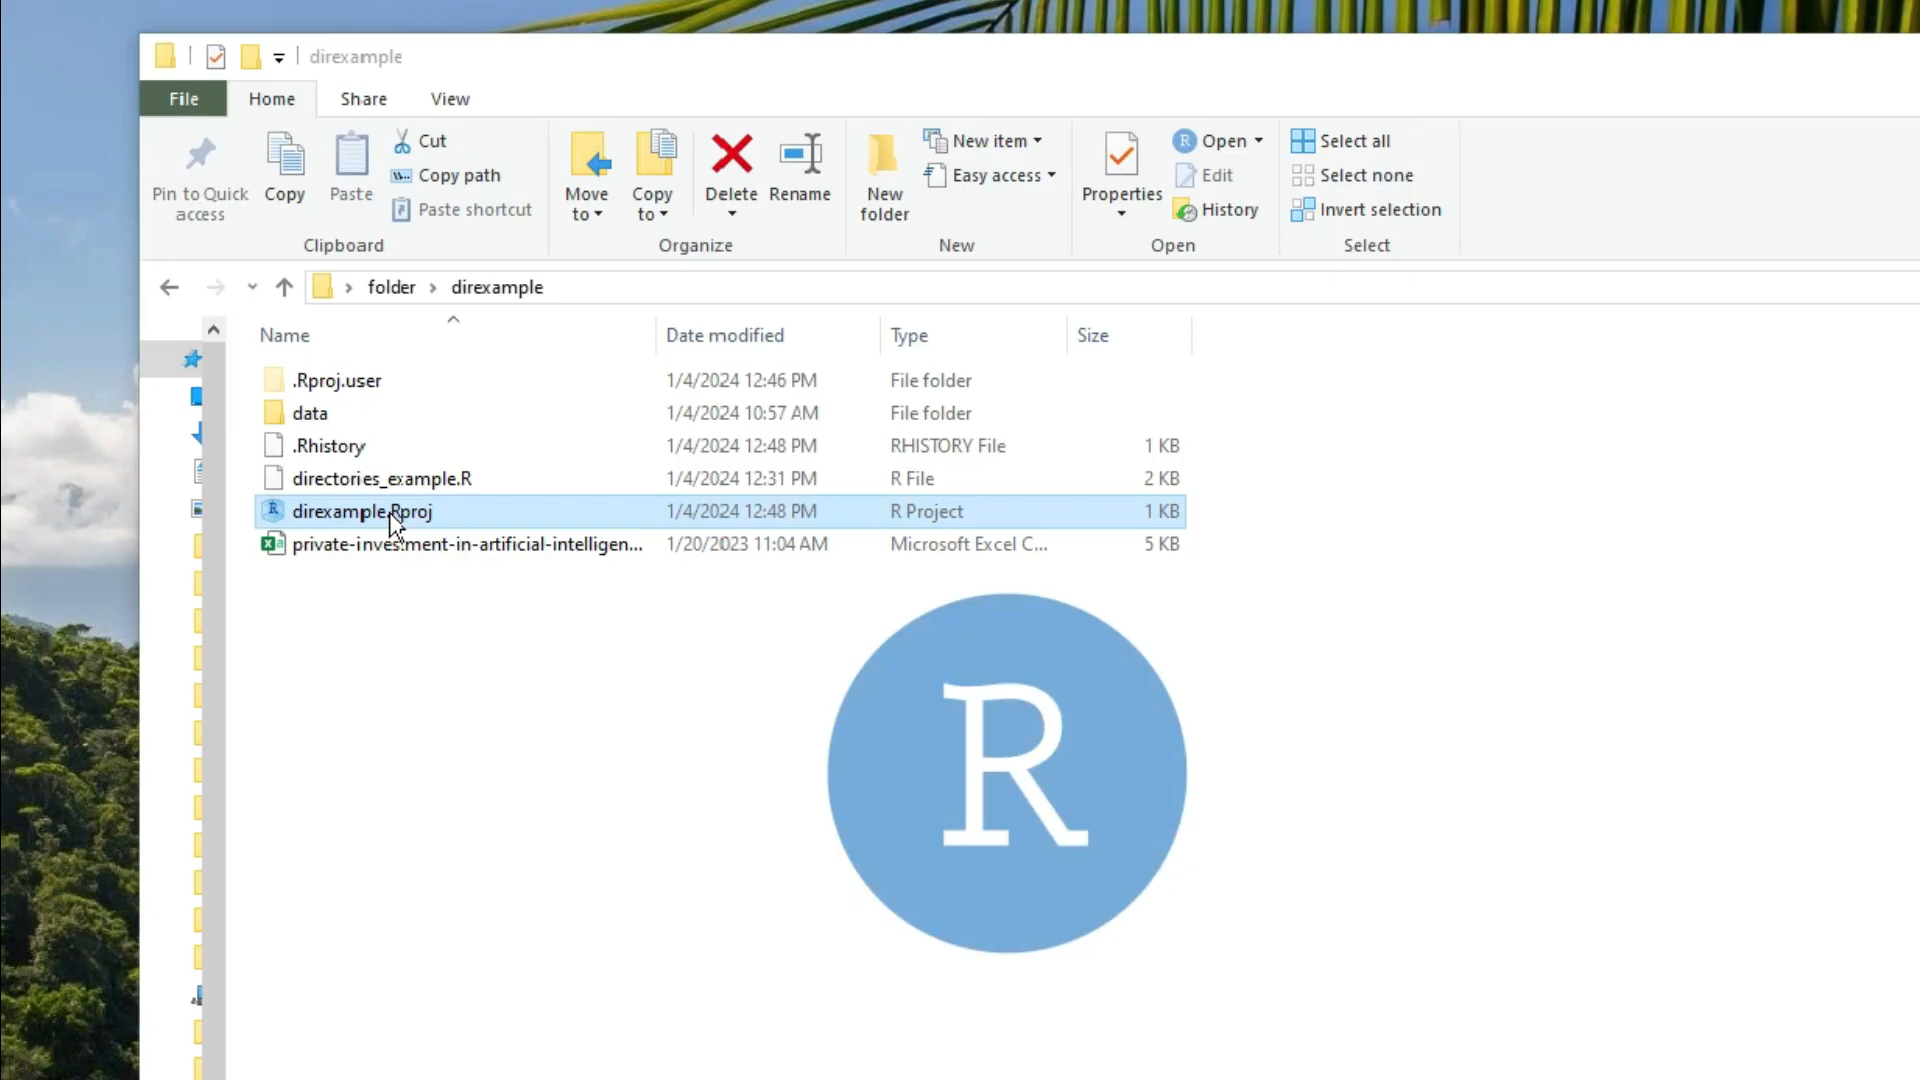 direxample
File Home Share View
Pin to Quick access
Copy
Paste
Cut
Copy path
Paste shortcut
Clipboard
Move to
Copy to
Delete
Rename
Organize
New folder
New item
Easy access
New
Properties
Open
Edit
History
Open
Select all
Select none
Invert selection
Select
folder direxample
Name Date modified Type Size
.Rproj.user 1/4/2024 12:46 PM File folder
data 1/4/2024 10:57 AM File folder
.Rhistory 1/4/2024 12:48 PM RHISTORY File 1 KB
directories_example.R 1/4/2024 12:31 PM R File 2 KB
direxample.Rproj 1/4/2024 12:48 PM R Project 1 KB
private-investment-in-artificial-intelligen... 1/20/2023 11:04 AM Microsoft Excel C... 5 KB
R